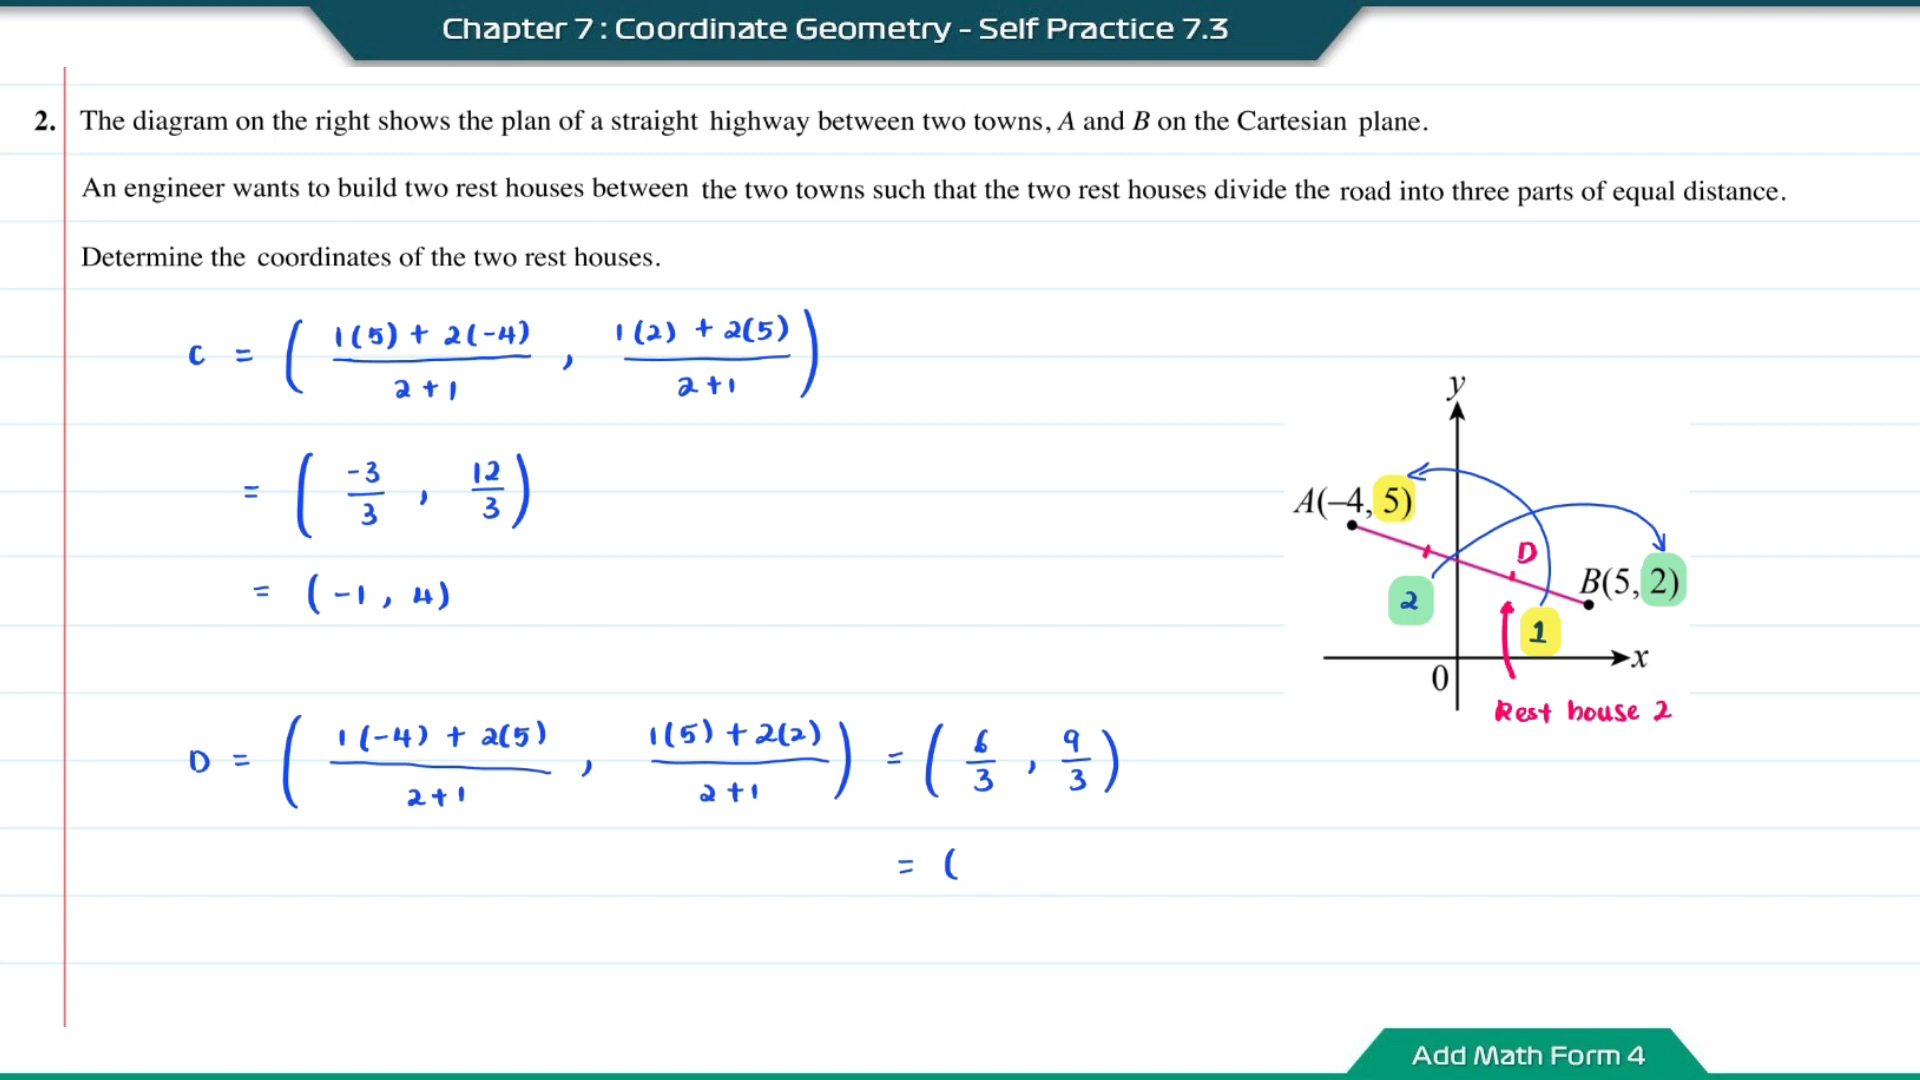 Chapter 7 : Coordinate Geometry - Self Practice 7.3
2. The diagram on the right shows the plan of a straight highway between two towns, A and B on the Cartesian plane.
An engineer wants to build two rest houses between the two towns such that the two rest houses divide the road into three parts of equal distance.
Determine the coordinates of the two rest houses.
C = ( 1(5) + 2(-4) / 2+1 , 1(2) + 2(5) / 2+1 )
= ( -3/3 , 12/3 )
= (-1, 4)
D = ( 1(-4) + 2(5) / 2+1 , 1(5) + 2(2) / 2+1 ) = ( 6/3 , 9/3 )
= (
y
A(–4, 5)
D
B(5, 2)
2
1
0
x
Rest house 2
Add Math Form 4